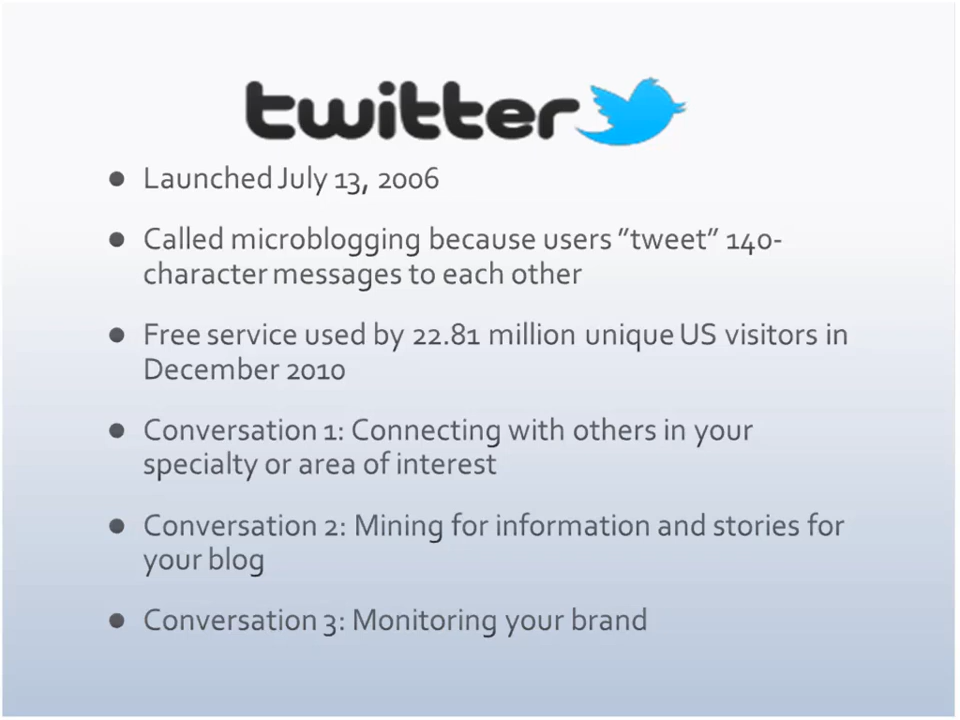 twitter
● Launched July 13, 2006
● Called microblogging because users ”tweet” 140-
character messages to each other
● Free service used by 22.81 million unique US visitors in
December 2010
● Conversation 1: Connecting with others in your
specialty or area of interest
● Conversation 2: Mining for information and stories for
your blog
● Conversation 3: Monitoring your brand